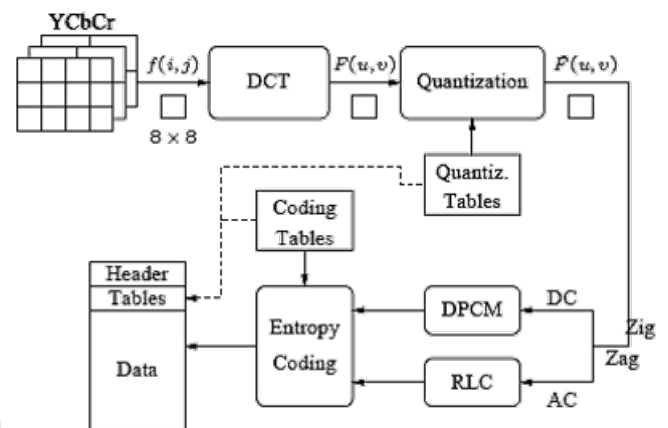 YCbCr
f(i,j)
8 × 8
DCT
F(u,v)
Quantization
F̂(u,v)
Quantiz.
Tables
Coding
Tables
Header
Tables
Data
Entropy
Coding
DPCM
RLC
DC
AC
Zig
Zag